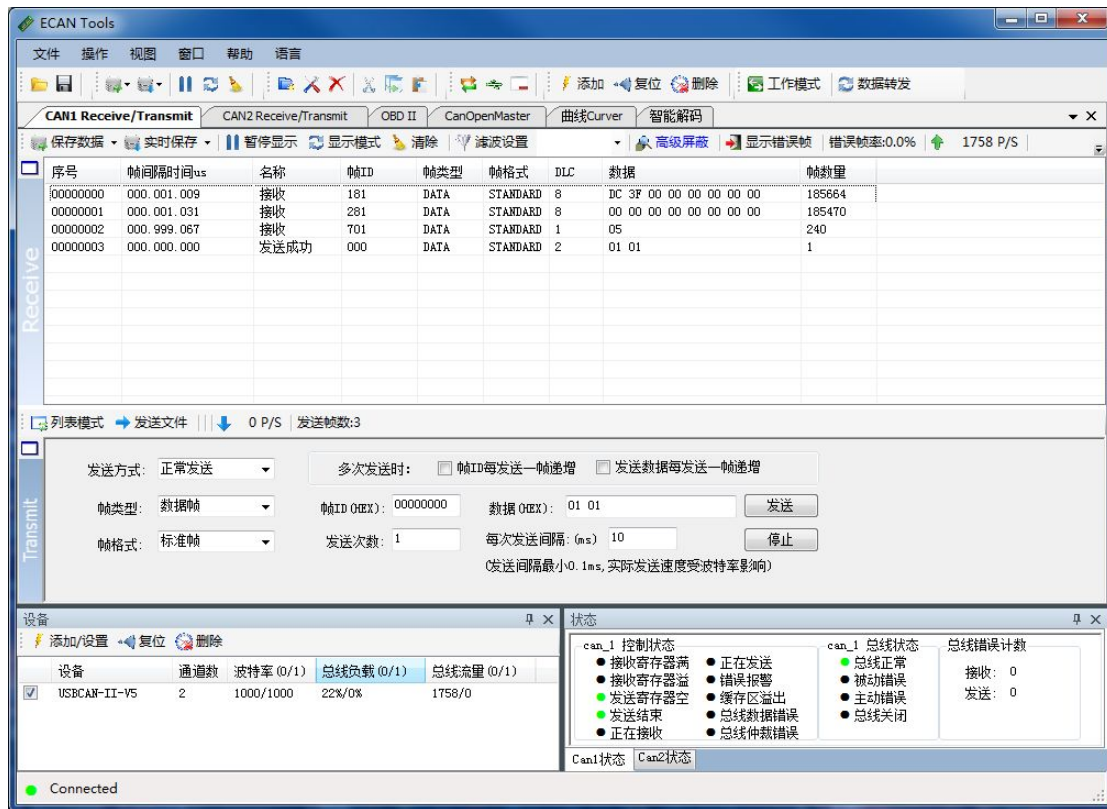 ECAN Tools
文件 操作 视图 窗口 帮助 语言
添加 复位 删除 工作模式 数据转发
CAN1 Receive/Transmit CAN2 Receive/Transmit OBD II CanOpenMaster 曲线Curver 智能解码
保存数据 实时保存 暂停显示 显示模式 清除 滤波设置 高级屏蔽 显示错误帧 错误帧率:0.0% 1758 P/S
序号 帧间隔时间us 名称 帧ID 帧类型 帧格式 DLC 数据 帧数量
00000000 000.001.009 接收 181 DATA STANDARD 8 DC 3F 00 00 00 00 00 00 185664
00000001 000.001.031 接收 281 DATA STANDARD 8 00 00 00 00 00 00 00 00 185470
00000002 000.999.067 接收 701 DATA STANDARD 1 05 240
00000003 000.000.000 发送成功 000 DATA STANDARD 2 01 01 1
Receive
列表模式 发送文件 0 P/S 发送帧数:3
Transmit
发送方式: 正常发送 多次发送时: 帧ID每发送一帧递增 发送数据每发送一帧递增
帧类型: 数据帧 帧ID(HEX): 00000000 数据(HEX): 01 01 发送
帧格式: 标准帧 发送次数: 1 每次发送间隔:(ms) 10 停止
(发送间隔最小0.1ms,实际发送速度受波特率影响)
设备
添加/设置 复位 删除
设备 通道数 波特率(0/1) 总线负载(0/1) 总线流量(0/1)
USBCAN-II-V5 2 1000/1000 22%/0% 1758/0
状态
can_1 控制状态 can_1 总线状态 总线错误计数
接收寄存器满 正在发送 总线正常 接收: 0
接收寄存器溢 错误报警 被动错误 发送: 0
发送寄存器空 缓存区溢出 主动错误
发送结束 总线数据错误 总线关闭
正在接收 总线仲裁错误
Can1状态 Can2状态
Connected